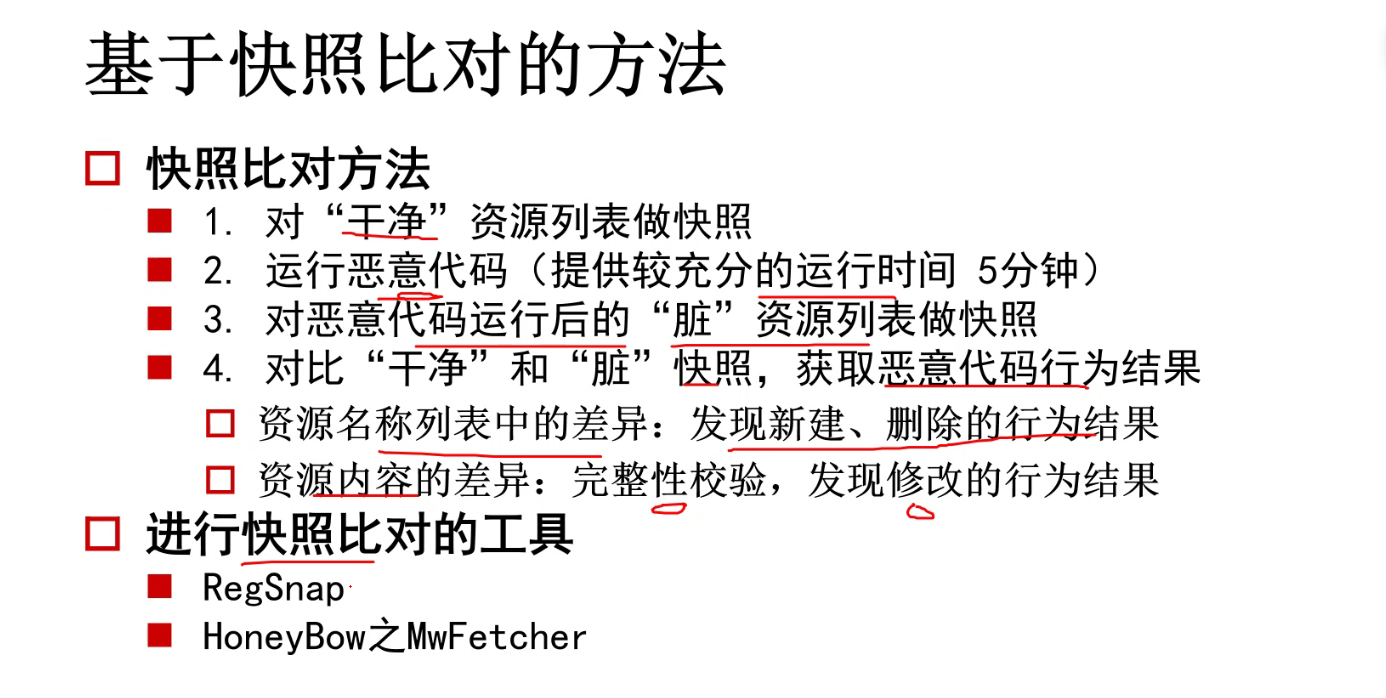 基于快照比对的方法
快照比对方法
1. 对“干净”资源列表做快照
2. 运行恶意代码（提供较充分的运行时间 5分钟）
3. 对恶意代码运行后的“脏”资源列表做快照
4. 对比“干净”和“脏”快照，获取恶意代码行为结果
资源名称列表中的差异：发现新建、删除的行为结果
资源内容的差异：完整性校验，发现修改的行为结果
进行快照比对的工具
RegSnap
HoneyBow之MwFetcher